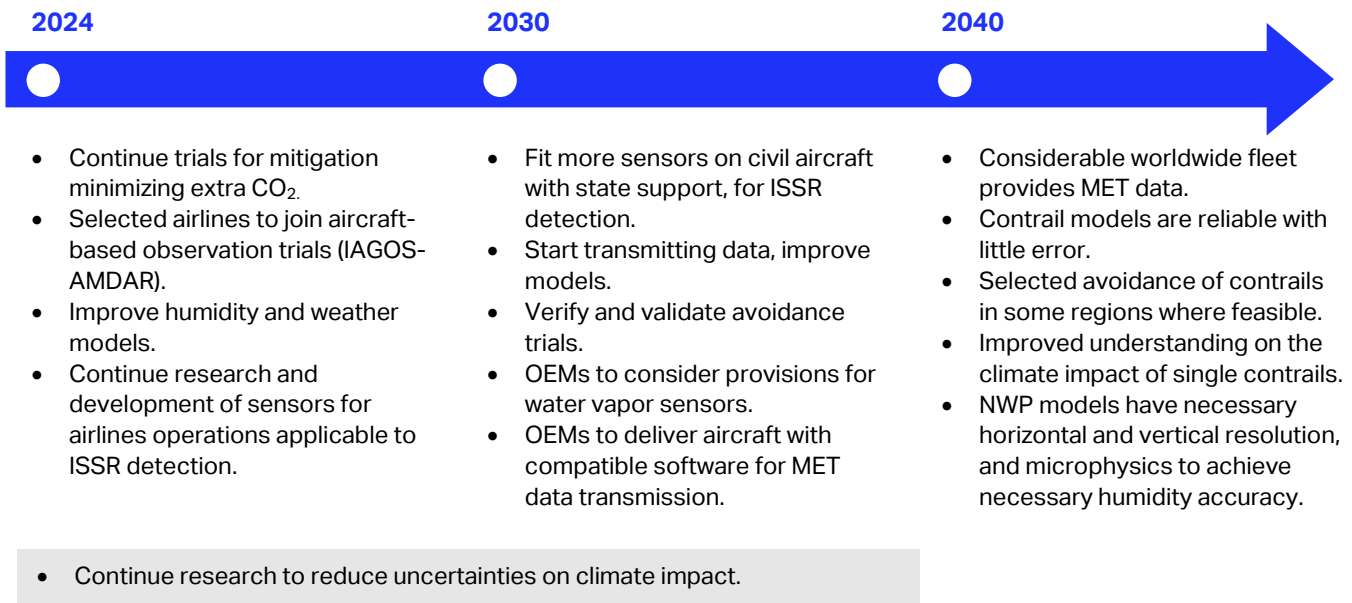 2024
• Continue trials for mitigation
minimizing extra CO₂.
• Selected airlines to join aircraft-
based observation trials (IAGOS-
AMDAR).
• Improve humidity and weather
models.
• Continue research and
development of sensors for
airlines operations applicable to
ISSR detection.
2030
• Fit more sensors on civil aircraft
with state support, for ISSR
detection.
• Start transmitting data, improve
models.
• Verify and validate avoidance
trials.
• OEMs to consider provisions for
water vapor sensors.
• OEMs to deliver aircraft with
compatible software for MET
data transmission.
2040
• Considerable worldwide fleet
provides MET data.
• Contrail models are reliable with
little error.
• Selected avoidance of contrails
in some regions where feasible.
• Improved understanding on the
climate impact of single contrails.
• NWP models have necessary
horizontal and vertical resolution,
and microphysics to achieve
necessary humidity accuracy.
• Continue research to reduce uncertainties on climate impact.